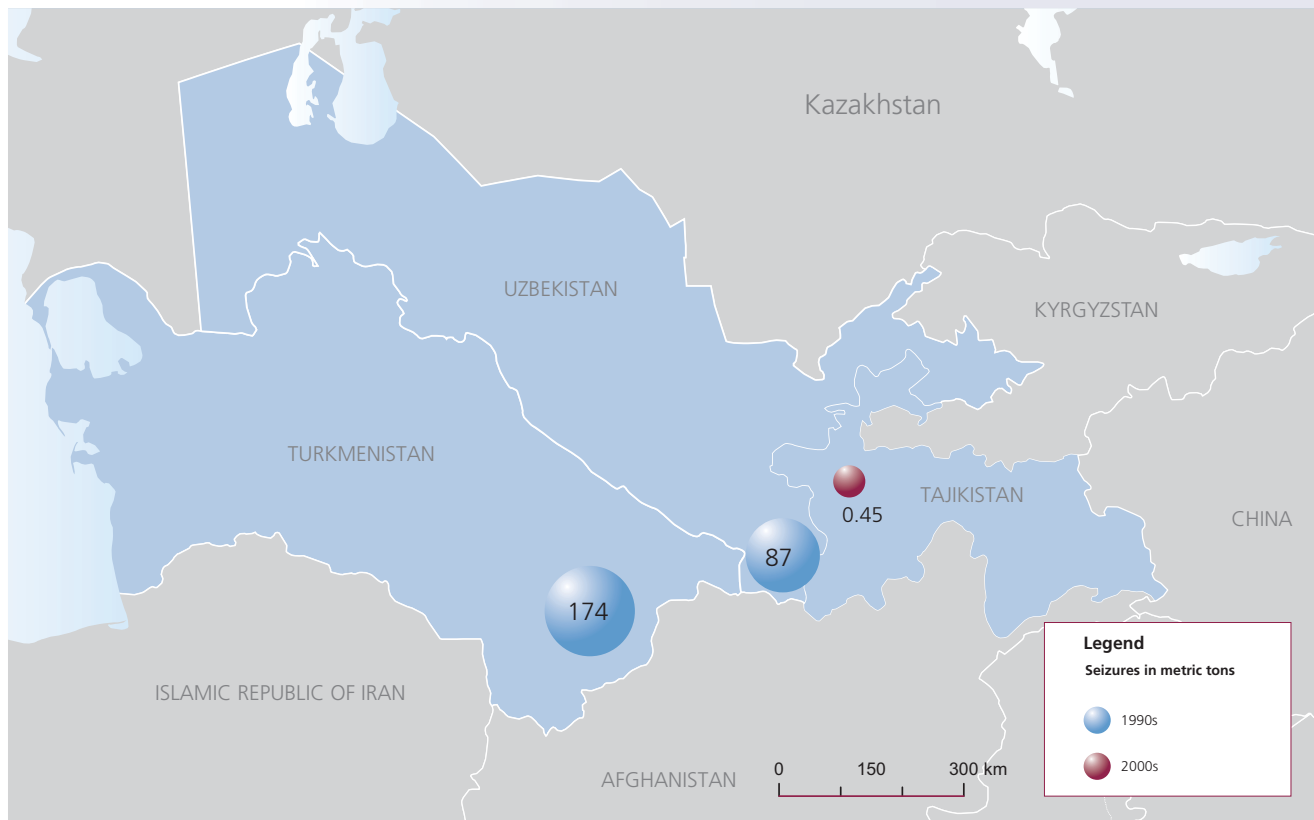 Kazakhstan
UZBEKISTAN
KYRGYZSTAN
TURKMENISTAN
TAJIKISTAN
0.45
CHINA
87
174
Legend
Seizures in metric tons
1990s
2000s
ISLAMIC REPUBLIC OF IRAN
AFGHANISTAN
0 150 300 km